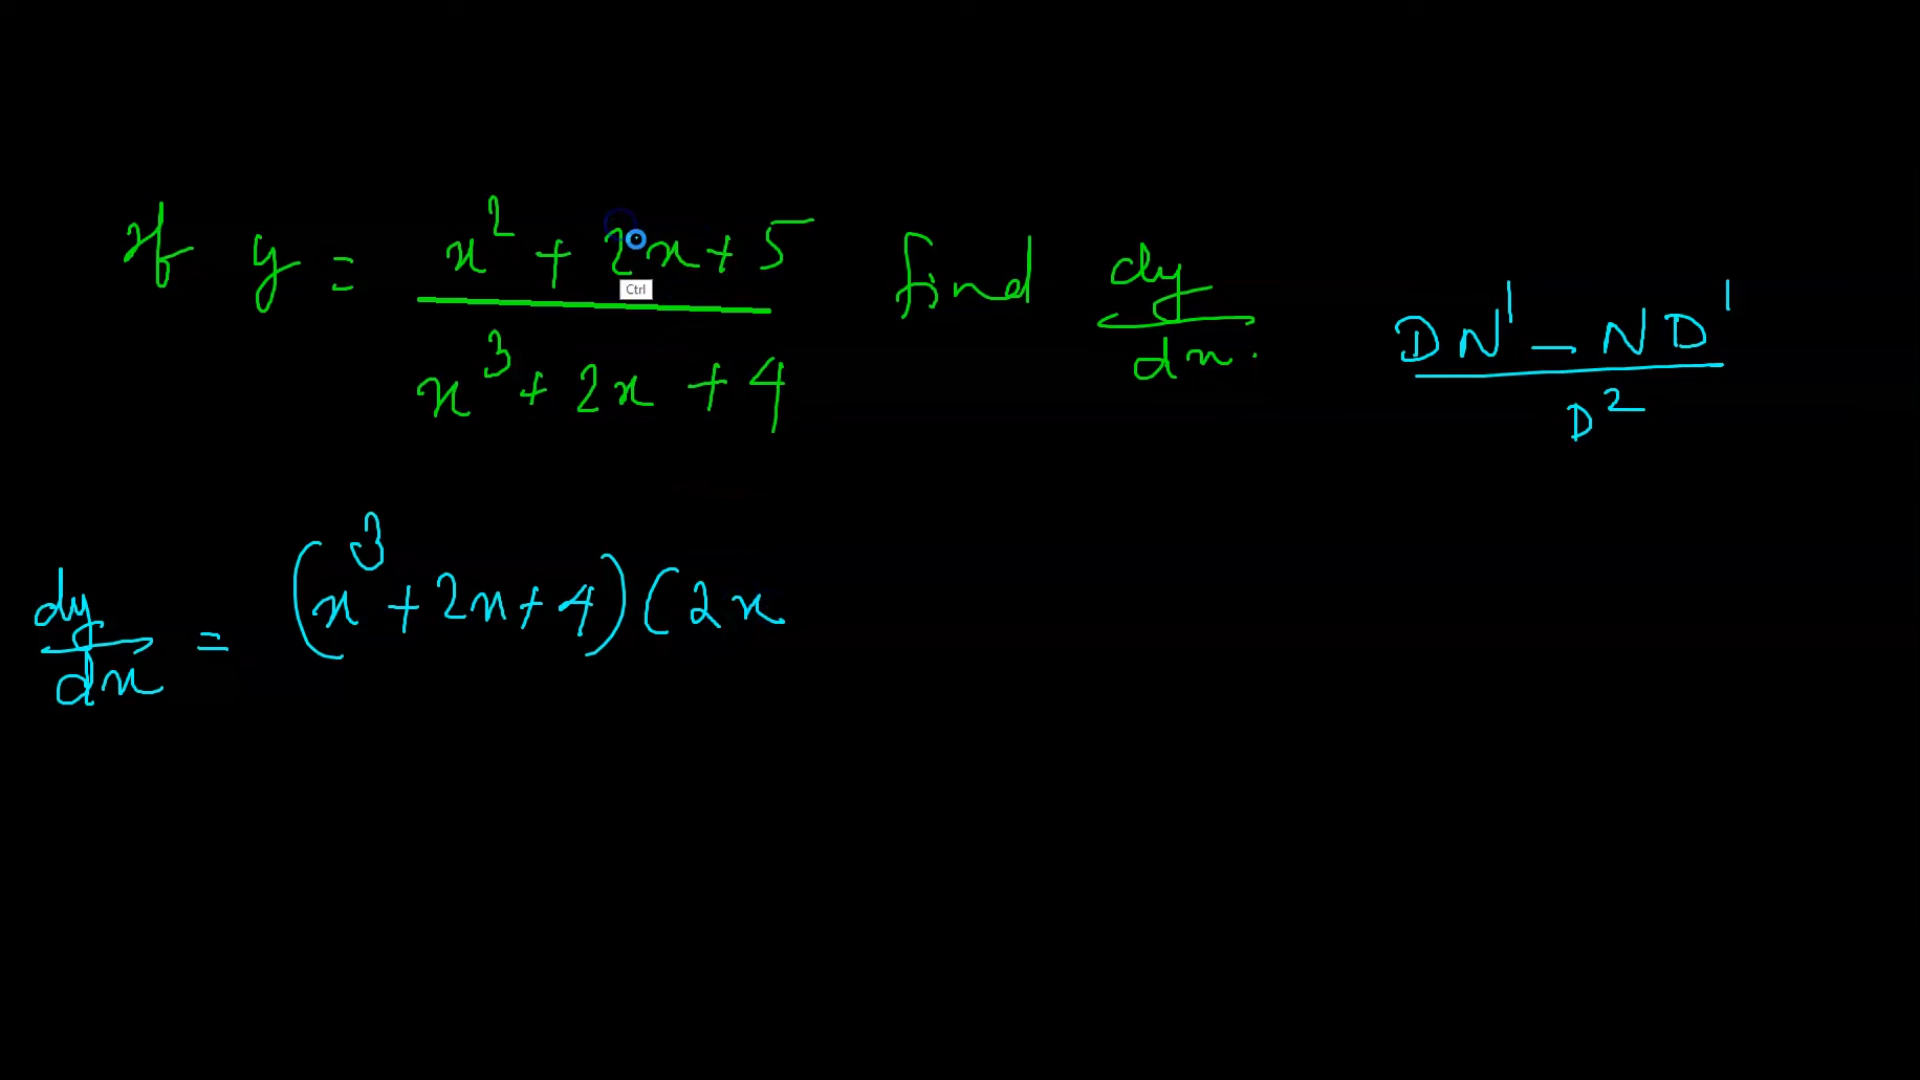 If y = x² + 2x + 5 / x³ + 2x + 4 find dy/dx.
Ctrl
DN' - ND' / D²
dy/dx = (x³ + 2x + 4) (2x